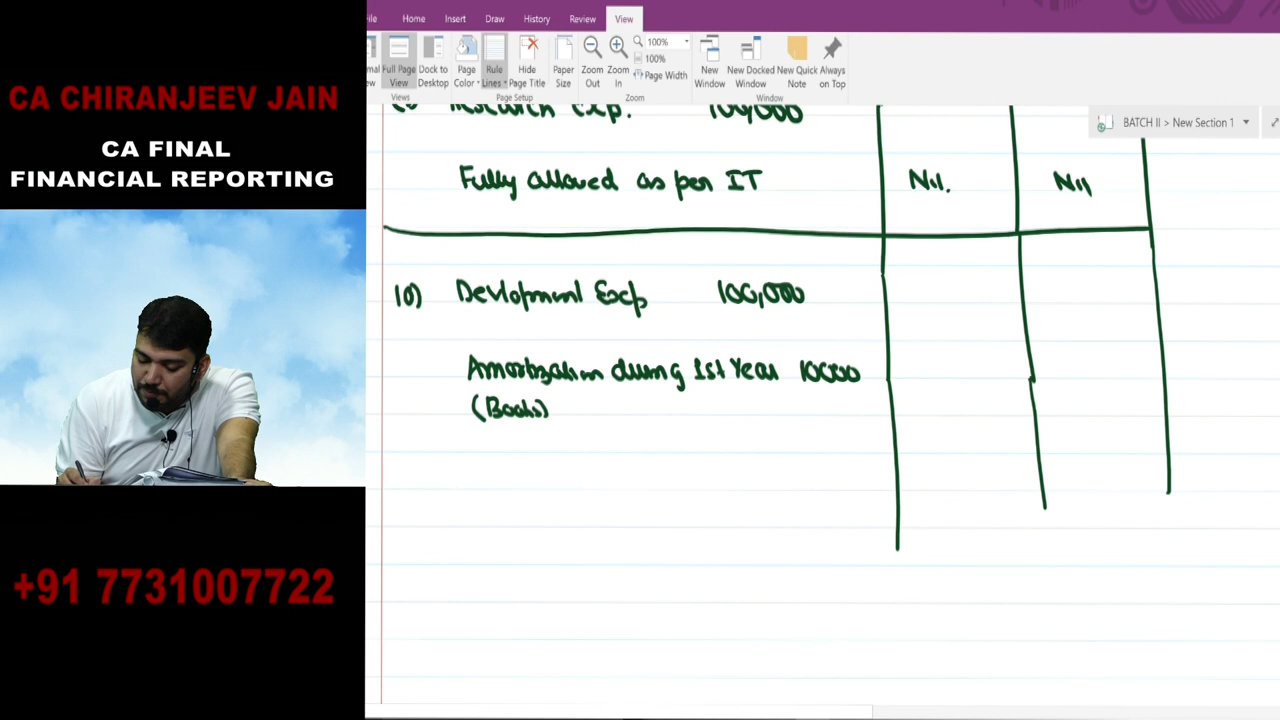 CA CHIRANJEEV JAIN
CA FINAL
FINANCIAL REPORTING
+91 7731007722
Home Insert Draw History Review View
Full Page View
Dock to Desktop
Page Color
Rule Lines
Hide Page Title
Paper Size
Zoom Out
Zoom In
100%
100%
Page Width
New Window
New Docked Window
New Quick Note
Always on Top
Views Page Setup Zoom Window
BATCH II > New Section 1
Research Exp. 100,000
Fully allowed as per IT Nil. Nil
10) Devlopment Exp 100,000
Amortization during 1st Year 10000
(Books)